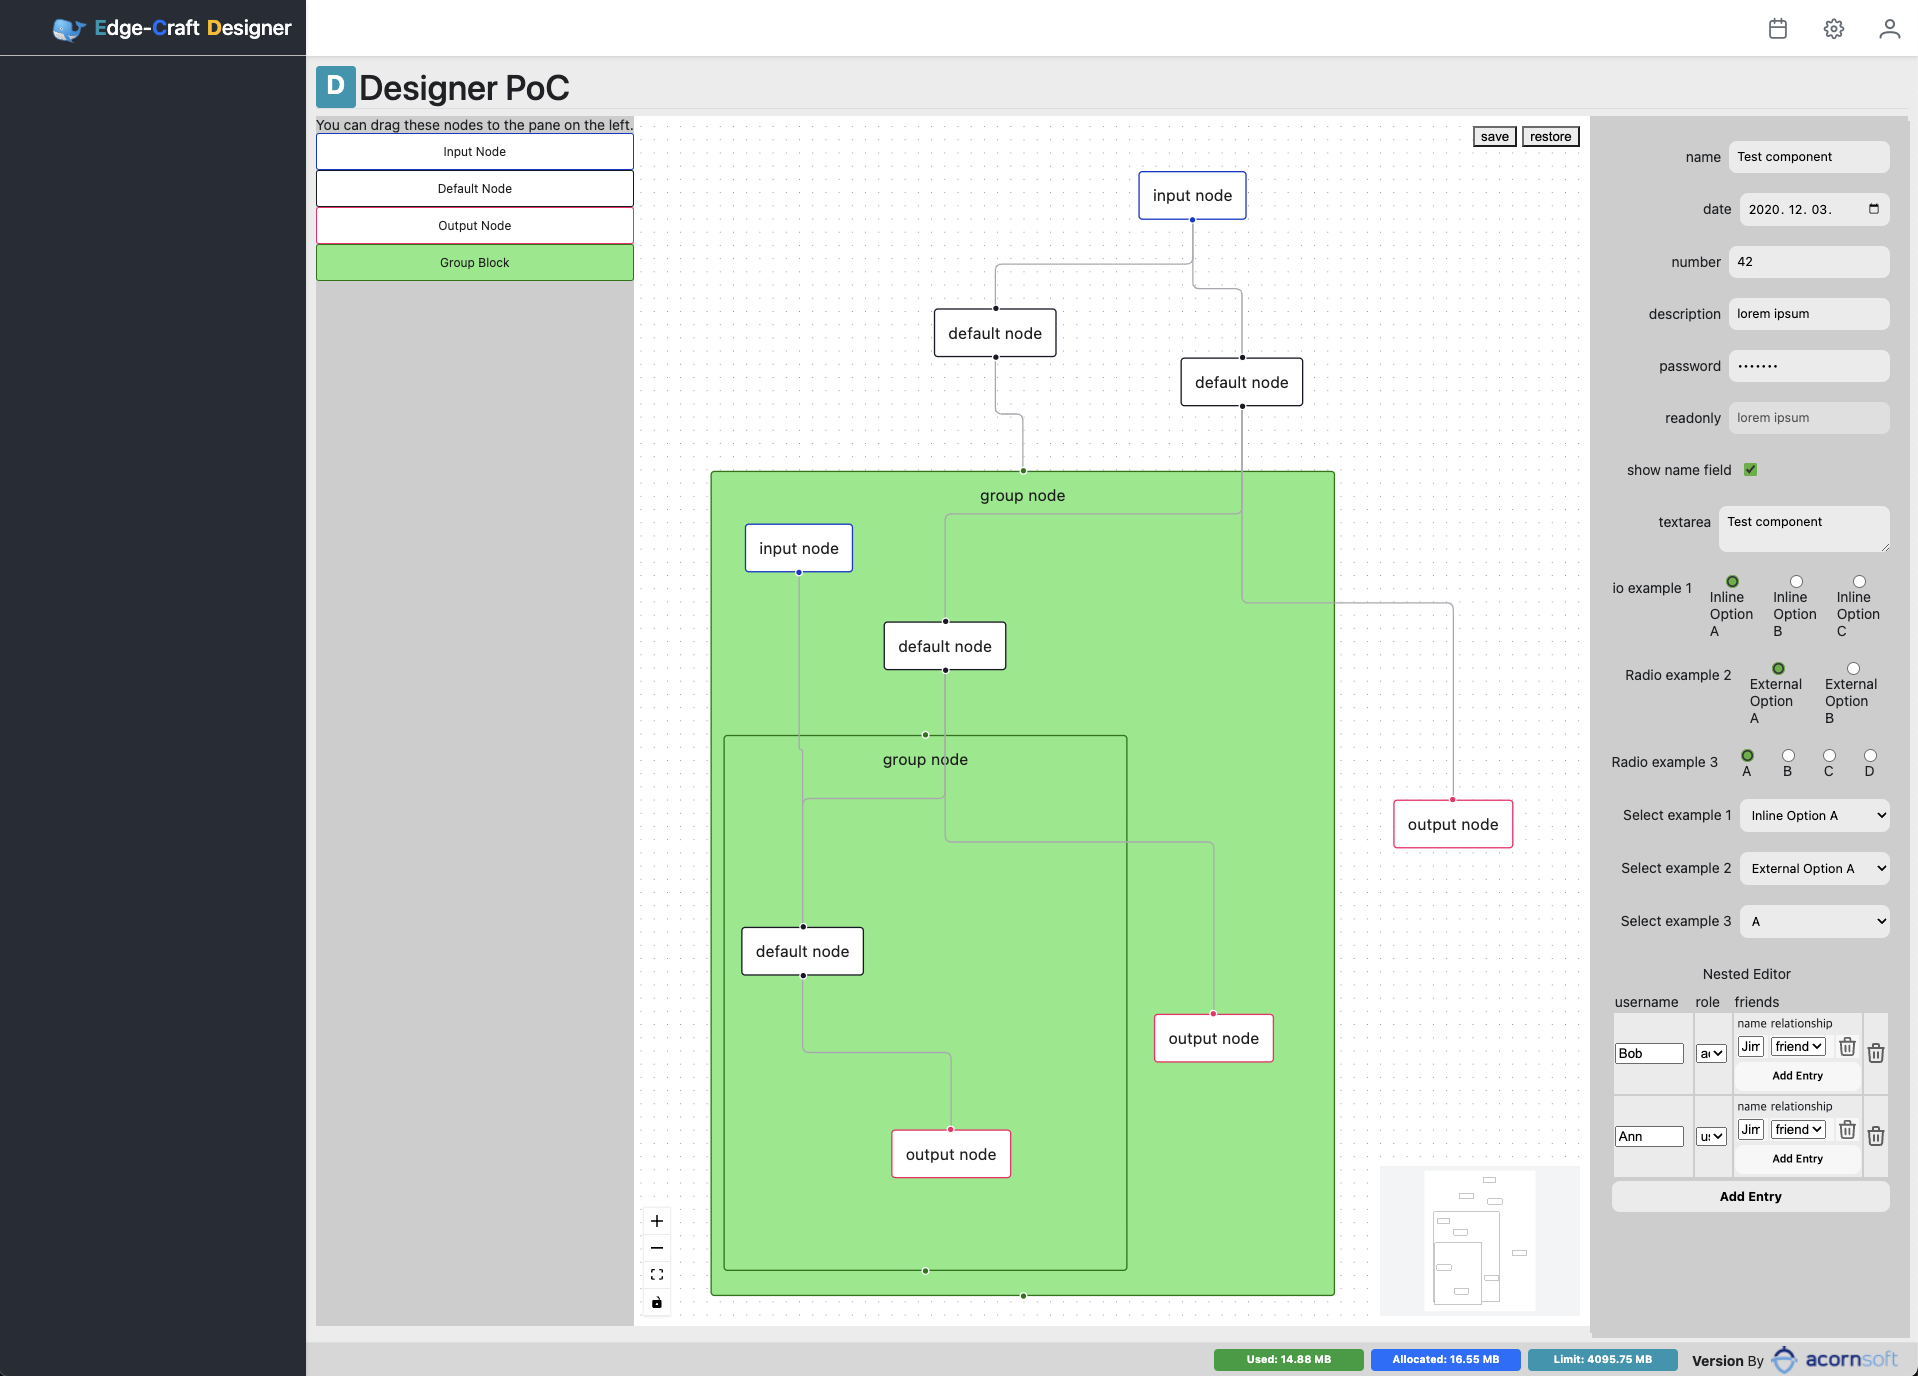 Edge-Craft Designer
D Designer PoC
You can drag these nodes to the pane on the left.
Input Node
Default Node
Output Node
Group Block
save restore
input node
default node
default node
group node
input node
default node
group node
default node
output node
output node
output node
name Test component
date 2020. 12. 03.
number 42
description lorem ipsum
password •••••••
readonly lorem ipsum
show name field
textarea Test component
io example 1
Inline Option A
Inline Option B
Inline Option C
Radio example 2
External Option A
External Option B
Radio example 3
A B C D
Select example 1 Inline Option A
Select example 2 External Option A
Select example 3 A
Nested Editor
username role friends
name relationship
Bob friend
Add Entry
name relationship
Ann friend
Add Entry
Add Entry
Used: 14.88 MB Allocated: 16.55 MB Limit: 4095.75 MB Version By acornsoft